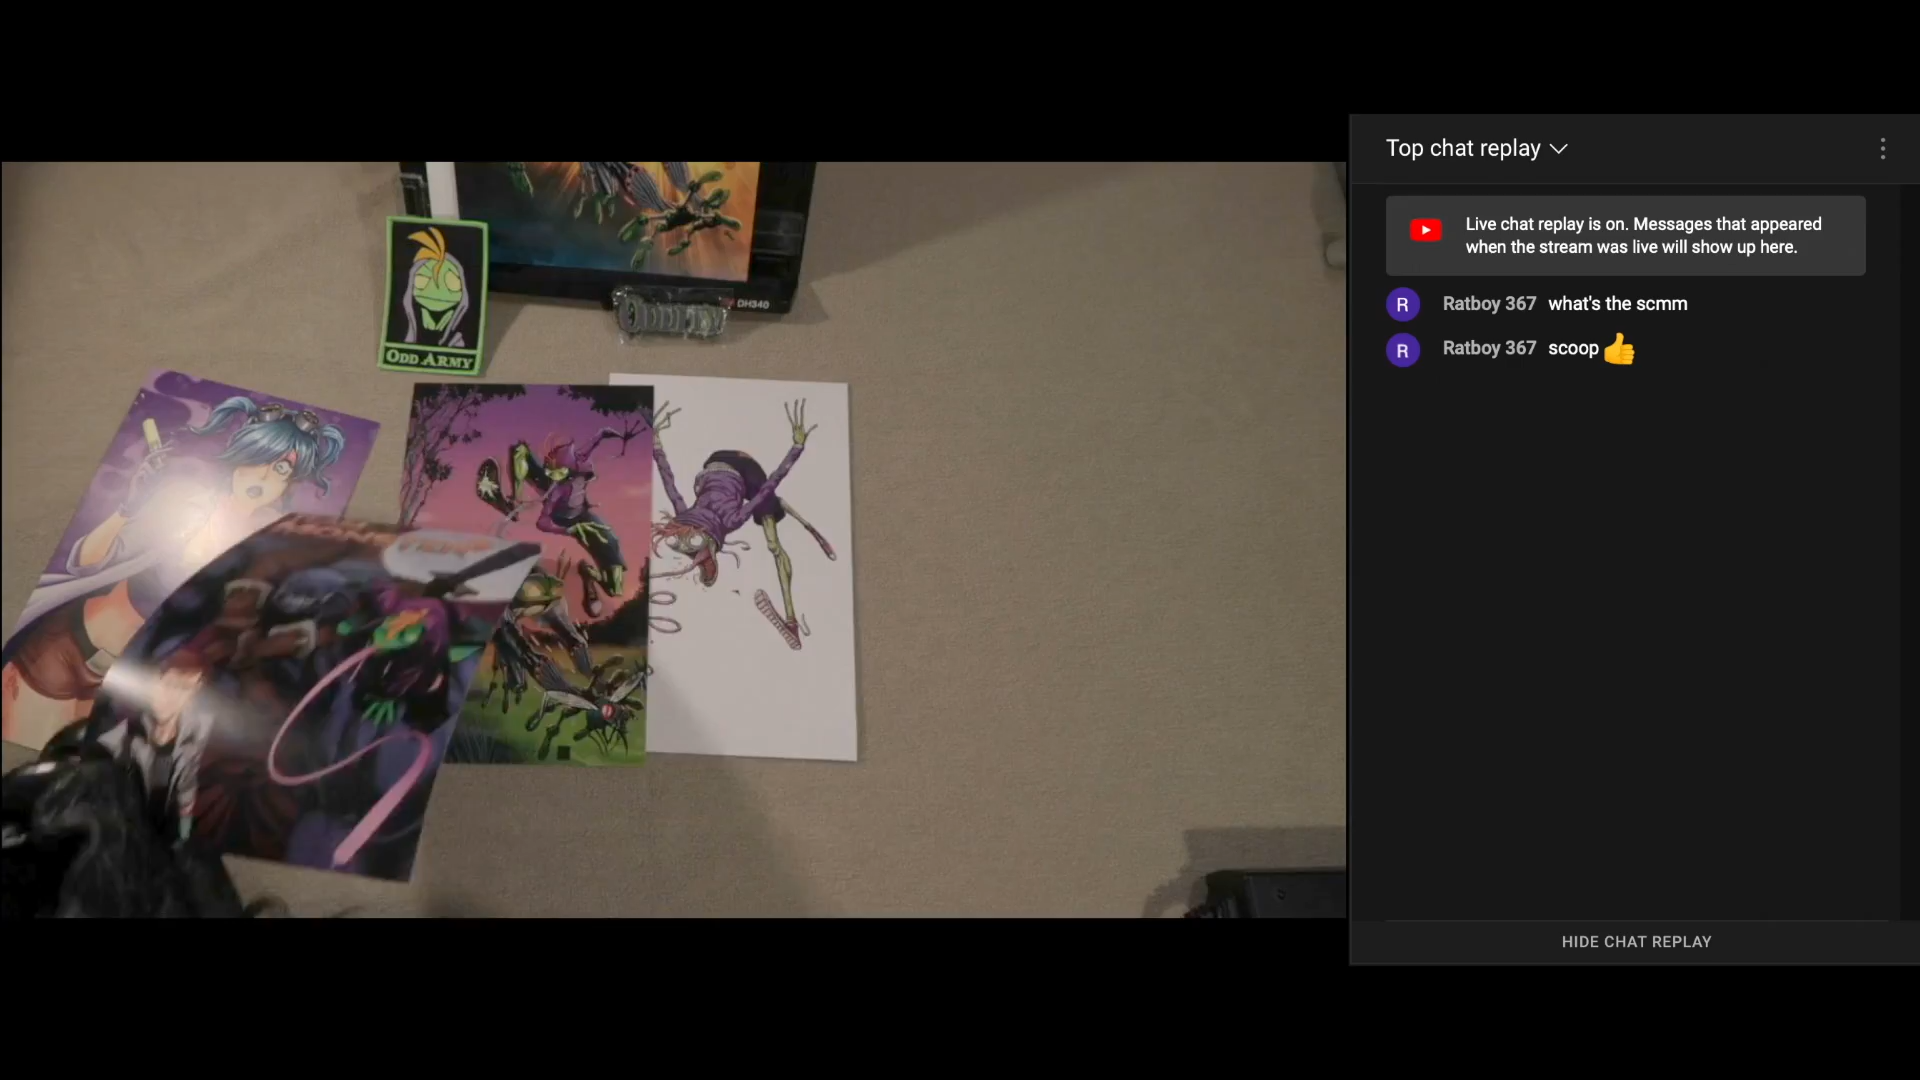 Top chat replay
Live chat replay is on. Messages that appeared
when the stream was live will show up here.
Ratboy 367 what's the scmm
R
Ratboy 367 scoop 👍
R
DH340
ODD ARMY
HIDE CHAT REPLAY